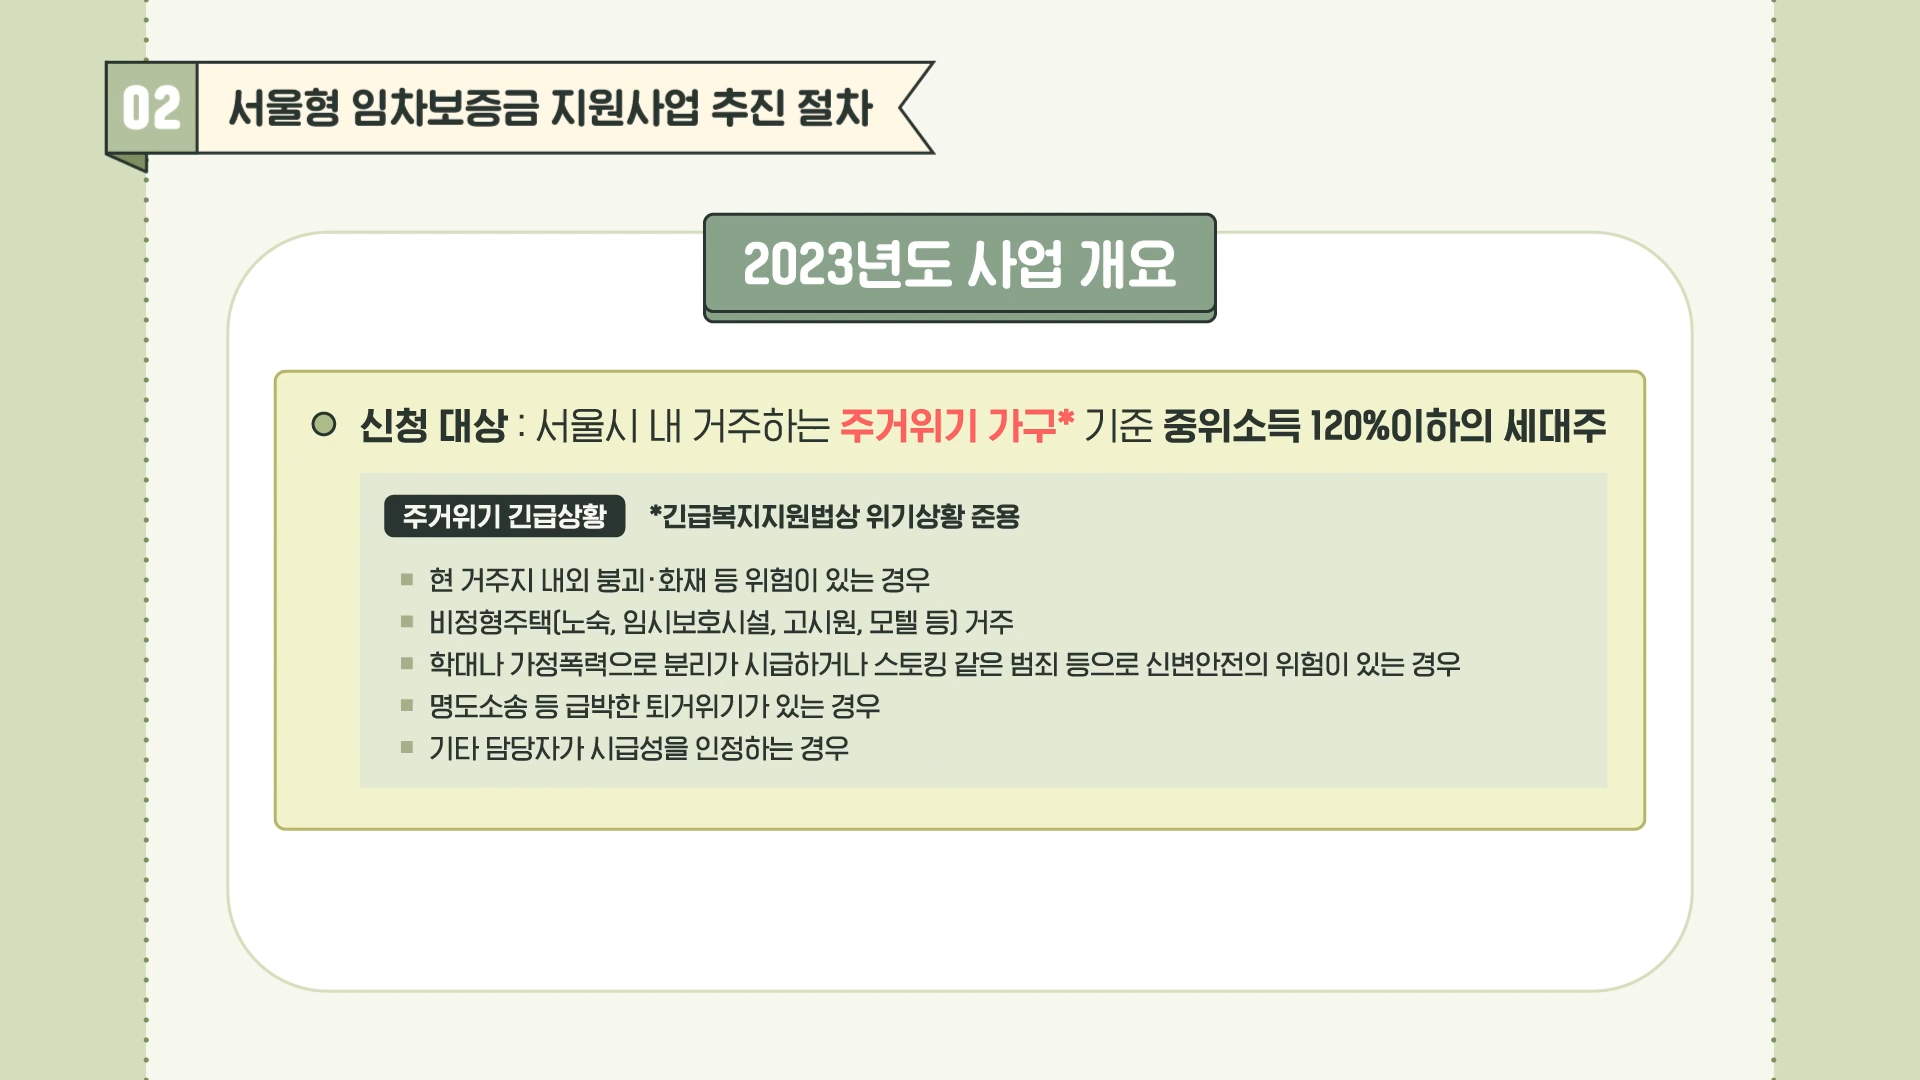 02 서울형 임차보증금 지원사업 추진 절차
2023년도 사업 개요
신청 대상 : 서울시 내 거주하는 주거위기 가구* 기준 중위소득 120%이하의 세대주
주거위기 긴급상황 *긴급복지지원법상 위기상황 준용
현 거주지 내외 붕괴·화재 등 위험이 있는 경우
비정형주택(노숙, 임시보호시설, 고시원, 모텔 등) 거주
학대나 가정폭력으로 분리가 시급하거나 스토킹 같은 범죄 등으로 신변안전의 위험이 있는 경우
명도소송 등 급박한 퇴거위기가 있는 경우
기타 담당자가 시급성을 인정하는 경우